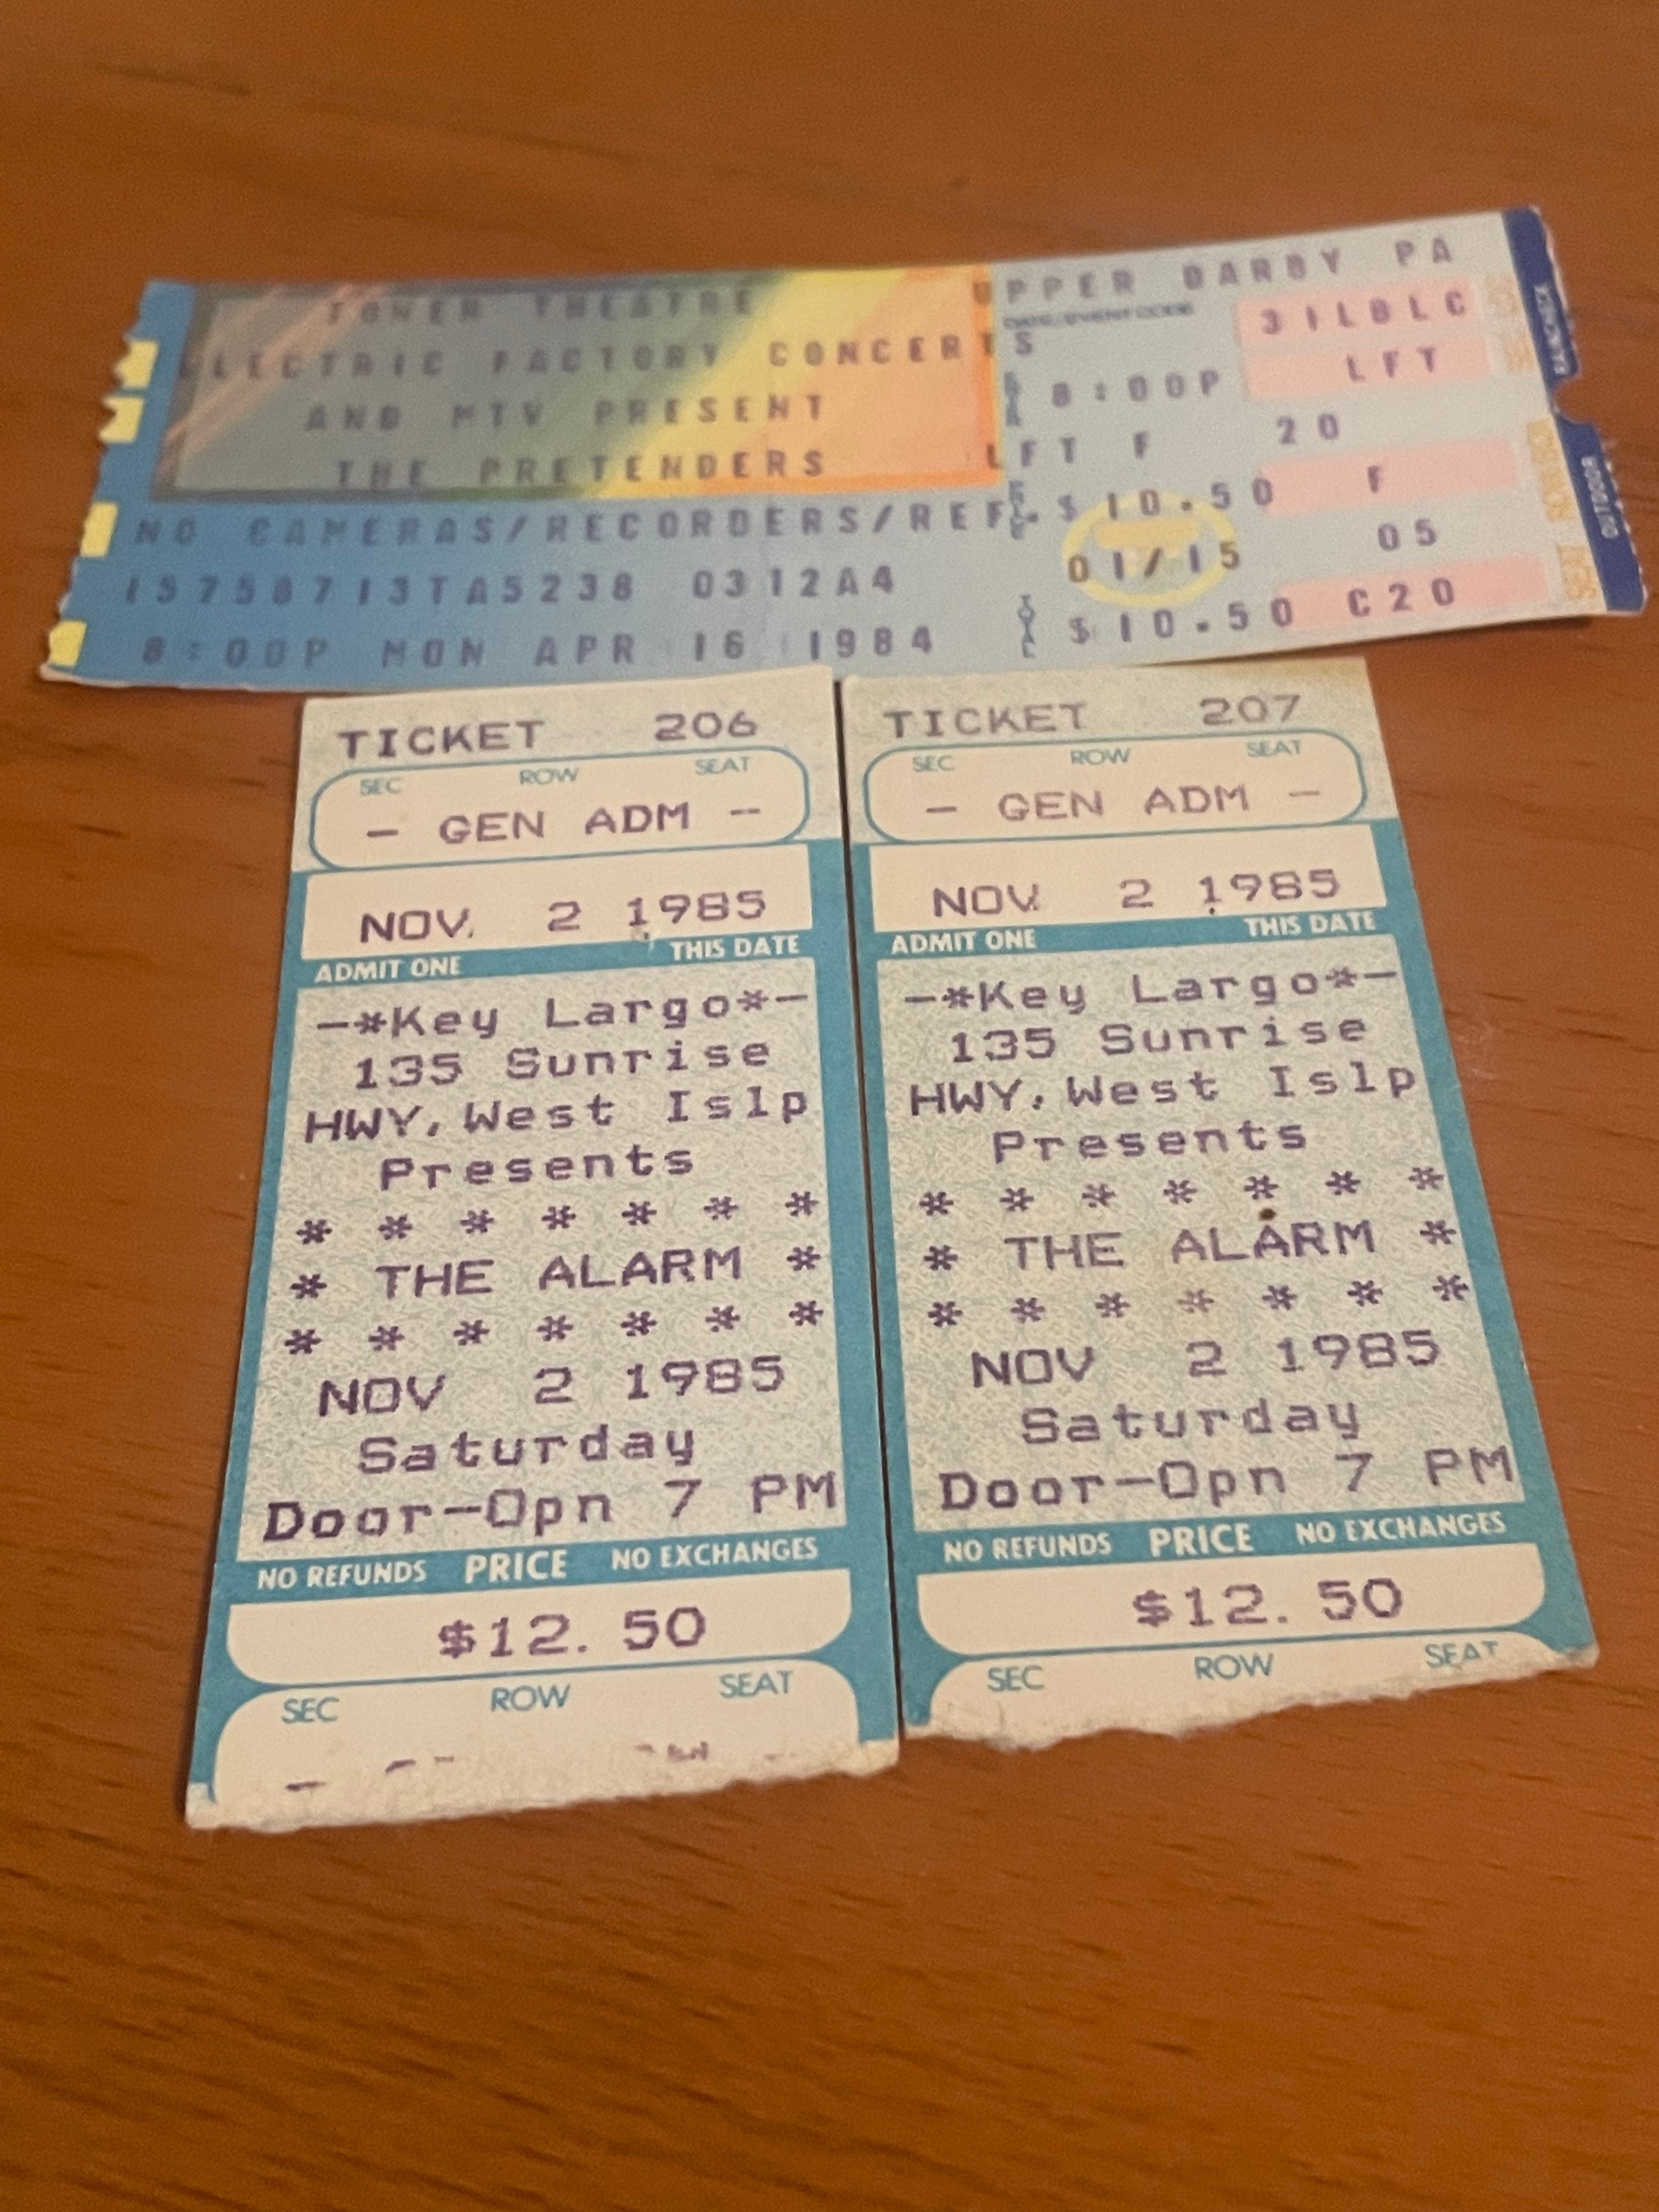 TOWER THEATRE UPPER DARBY PA
DATE/EVENT CODE 31LBLC
ELECTRIC FACTORY CONCERTS
8:00P LFT
AND MTV PRESENT
THE PRETENDERS LFT F 20
NO CAMERAS/RECORDERS/REF. $ 10.50 F
15758713TA5238 0312A4 01/15 05
8:00P MON APR 16 1984 TOTAL $ 10.50 C20
TICKET 206
SEC ROW SEAT
- GEN ADM -
NOV. 2 1985
ADMIT ONE THIS DATE
-*Key Largo*-
135 Sunrise
HWY.West Islp
Presents
* * * * * * *
* THE ALARM *
* * * * * * *
NOV 2 1985
Saturday
Door-Opn 7 PM
NO REFUNDS PRICE NO EXCHANGES
$12.50
SEC ROW SEAT
TICKET 207
SEC ROW SEAT
- GEN ADM -
NOV 2 1985
ADMIT ONE THIS DATE
-*Key Largo*-
135 Sunrise
HWY.West Islp
Presents
* * * * * * *
* THE ALARM *
* * * * * * *
NOV 2 1985
Saturday
Door-Opn 7 PM
NO REFUNDS PRICE NO EXCHANGES
$12.50
SEC ROW SEAT